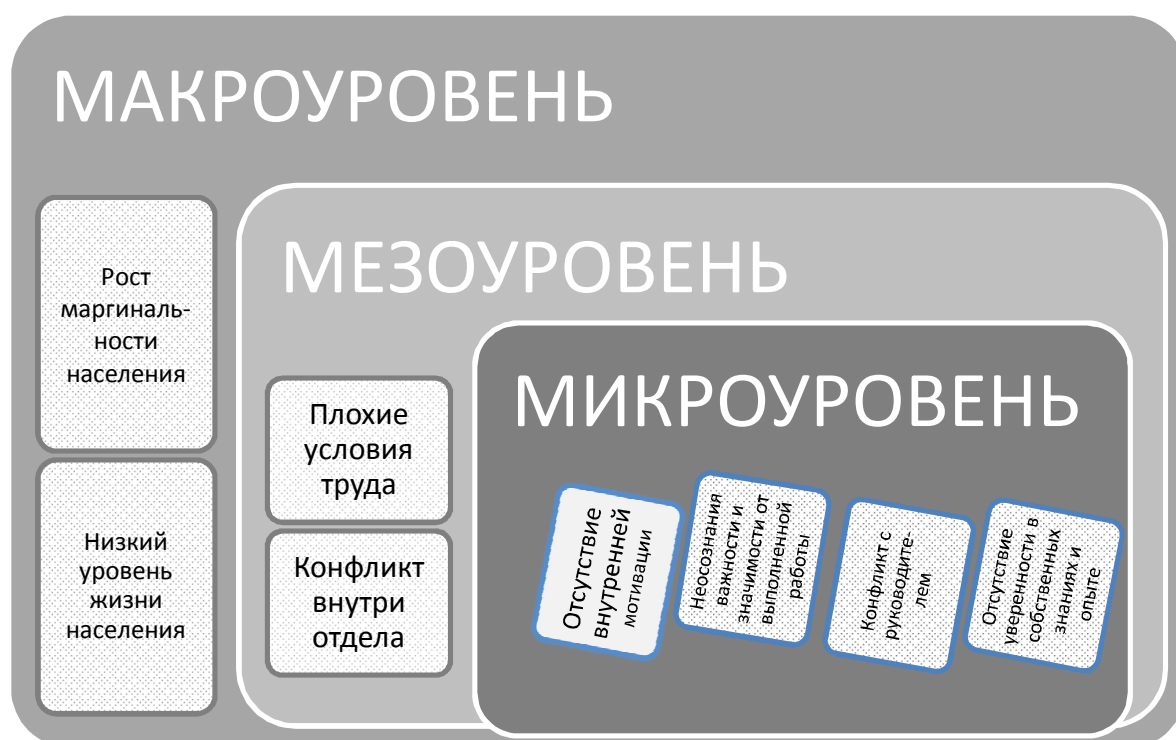 МАКРОУРОВЕНЬ
Рост
маргиналь-
ности
населения
Низкий
уровень
жизни
населения
МЕЗОУРОВЕНЬ
Плохие
условия
труда
Конфликт
внутри
отдела
МИКРОУРОВЕНЬ
Отсутствие
внутренней
мотивации
Неосознания
важности и
значимости от
выполненной
работы
Конфликт с
руководите-
лем
Отсутствие
уверенности в
собственных
знаниях и
опыте